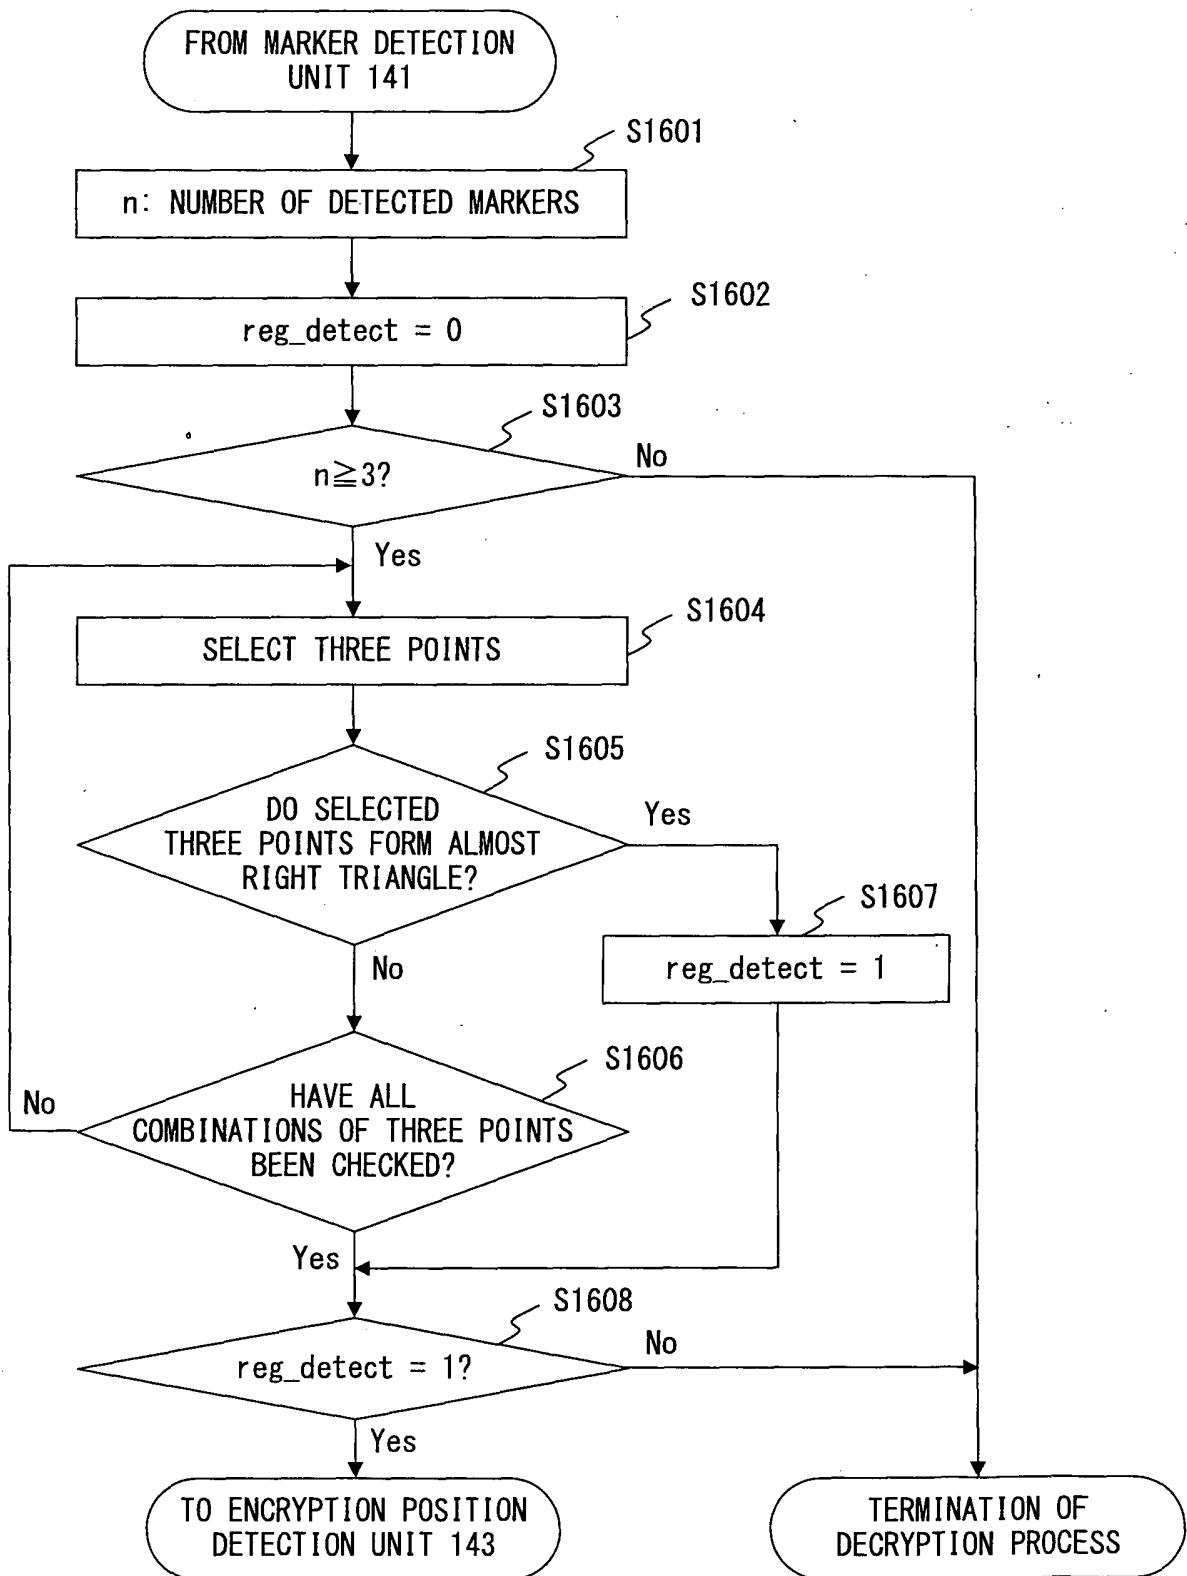 FROM MARKER DETECTION
UNIT 141
S1601
n: NUMBER OF DETECTED MARKERS
S1602
reg_detect = 0
S1603
n≧3?
No
Yes
S1604
SELECT THREE POINTS
S1605
DO SELECTED
THREE POINTS FORM ALMOST
RIGHT TRIANGLE?
Yes
S1607
reg_detect = 1
No
S1606
HAVE ALL
COMBINATIONS OF THREE POINTS
BEEN CHECKED?
No
Yes
S1608
reg_detect = 1?
No
Yes
TO ENCRYPTION POSITION
DETECTION UNIT 143
TERMINATION OF
DECRYPTION PROCESS